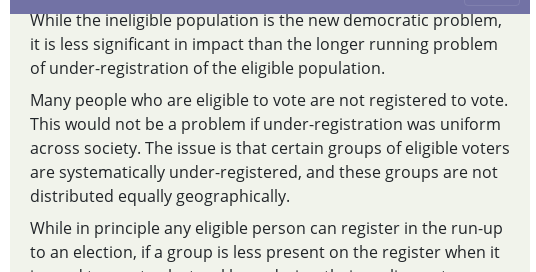 While the ineligible population is the new democratic problem,
it is less significant in impact than the longer running problem
of under-registration of the eligible population.
Many people who are eligible to vote are not registered to vote.
This would not be a problem if under-registration was uniform
across society. The issue is that certain groups of eligible voters
are systematically under-registered, and these groups are not
distributed equally geographically.
While in principle any eligible person can register in the run-up
to an election, if a group is less present on the register when it